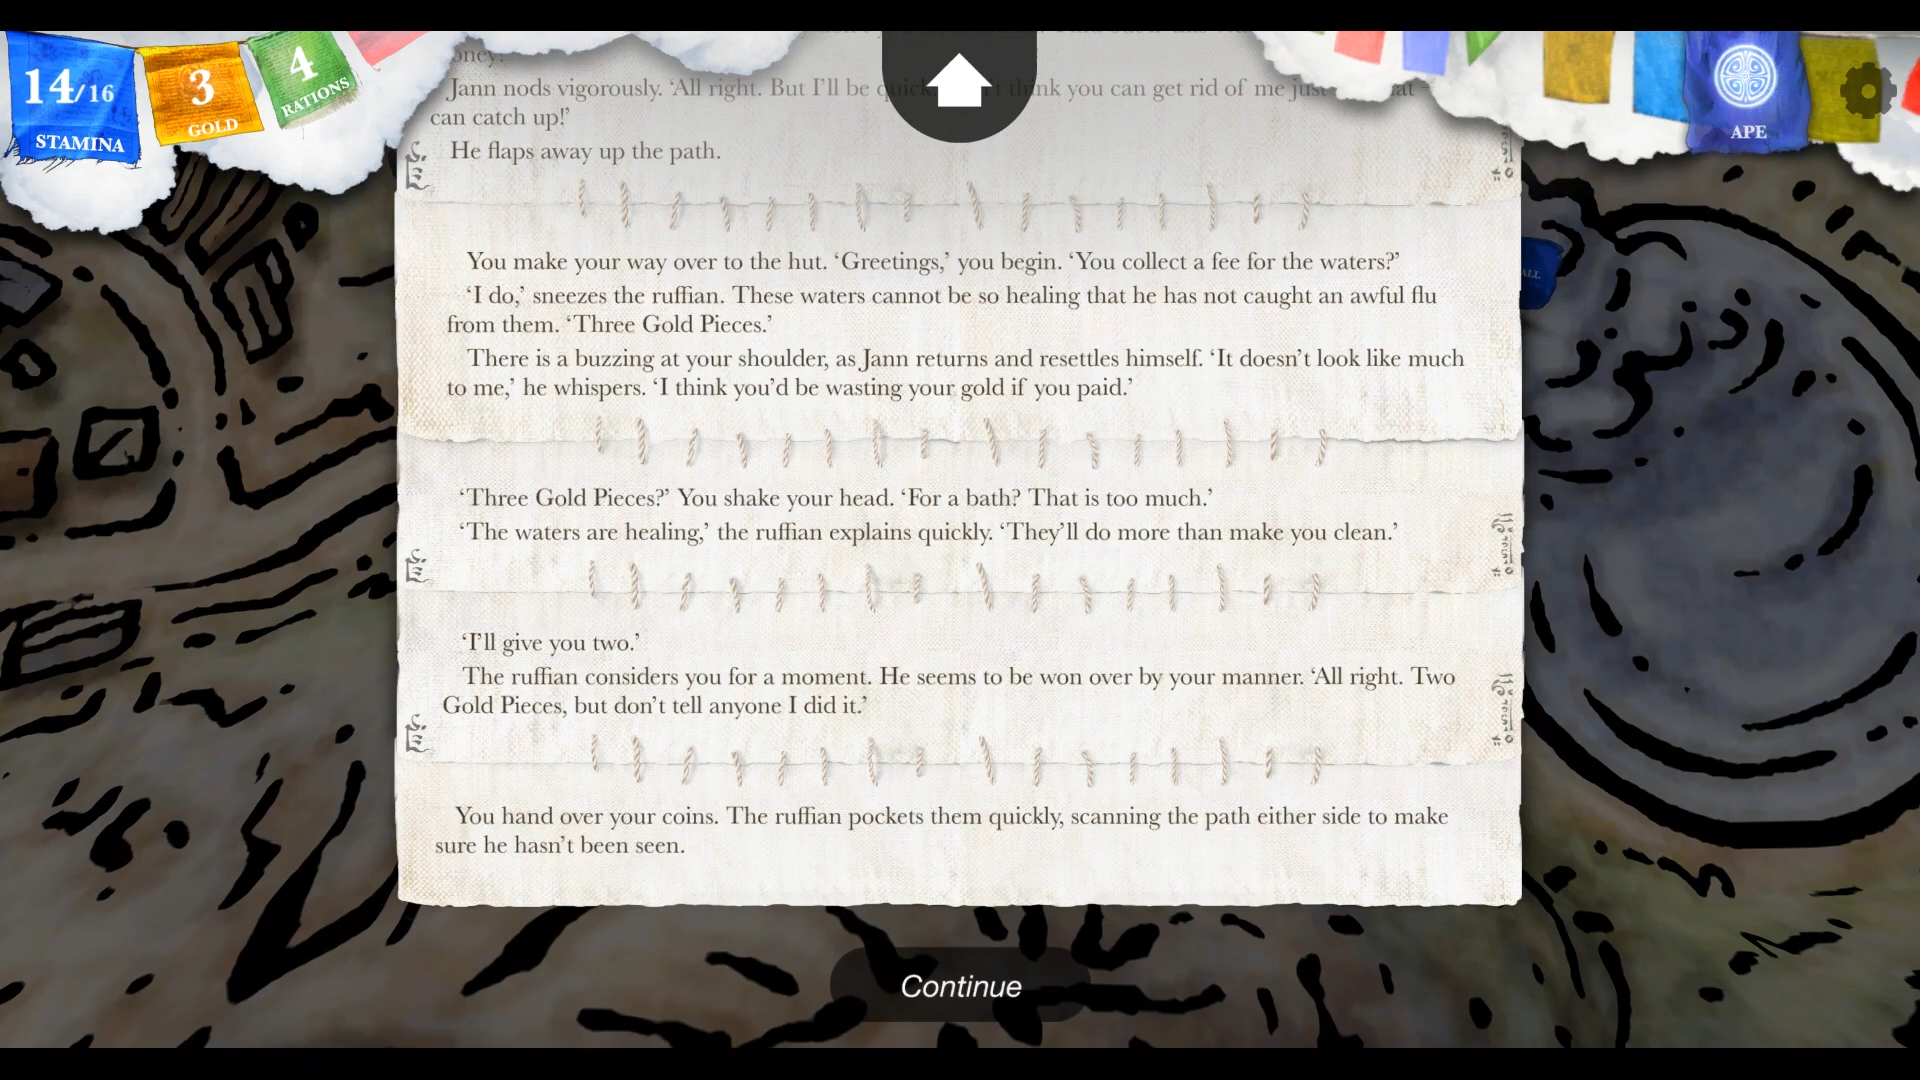 14/16
STAMINA
3
GOLD
4
RATIONS
APE
Jann nods vigorously. ‘All right. But I’ll be think you can get rid of me just
can catch up!’
He flaps away up the path.
You make your way over to the hut. ‘Greetings,’ you begin. ‘You collect a fee for the waters?’
‘I do,’ sneezes the ruffian. These waters cannot be so healing that he has not caught an awful flu
from them. ‘Three Gold Pieces.’
There is a buzzing at your shoulder, as Jann returns and resettles himself. ‘It doesn’t look like much
to me,’ he whispers. ‘I think you’d be wasting your gold if you paid.’
‘Three Gold Pieces?’ You shake your head. ‘For a bath? That is too much.’
‘The waters are healing,’ the ruffian explains quickly. ‘They’ll do more than make you clean.’
‘I’ll give you two.’
The ruffian considers you for a moment. He seems to be won over by your manner. ‘All right. Two
Gold Pieces, but don’t tell anyone I did it.’
You hand over your coins. The ruffian pockets them quickly, scanning the path either side to make
sure he hasn’t been seen.
Continue